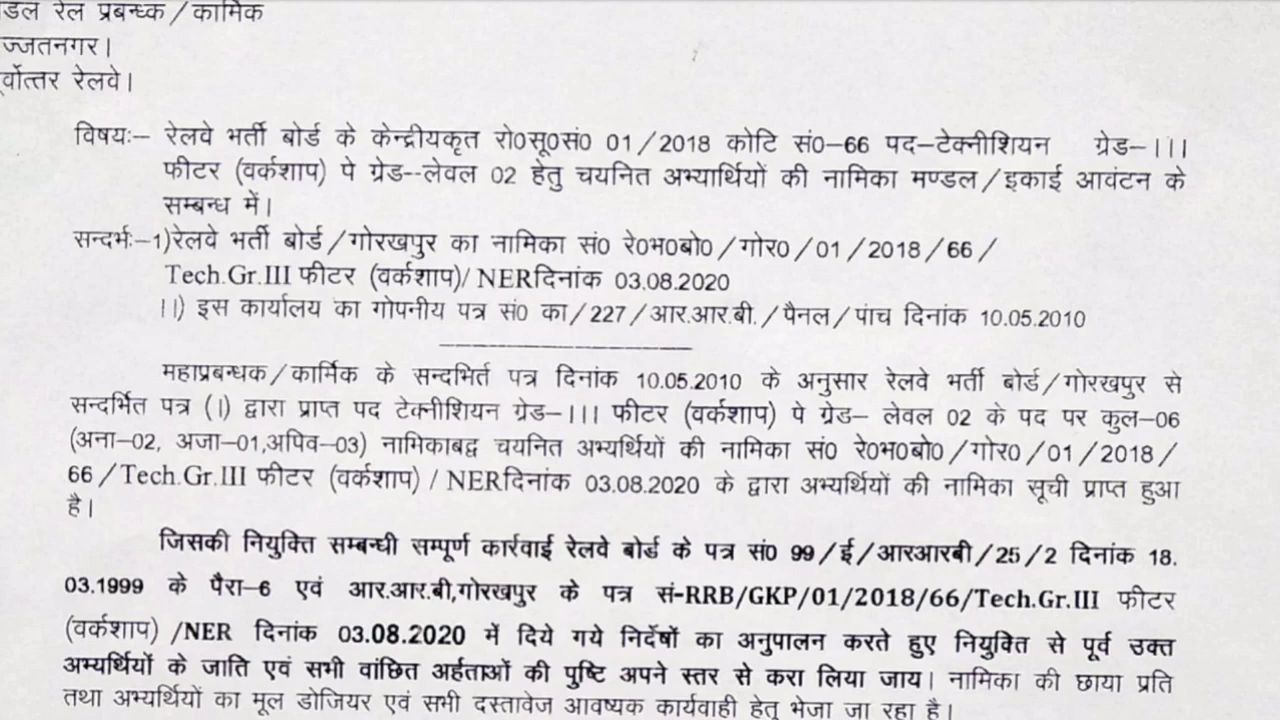 डल रेल प्रबन्धक/कार्मिक
ज्जतनगर।
र्वोत्तर रेलवे।
विषयः– रेलवे भर्ती बोर्ड के केन्द्रीयकृत रो0सू0सं0 01/2018 कोटि सं0–66 पद–टेक्नीशियन ग्रेड–।।।
फीटर (वर्कशाप) पे ग्रेड--लेवल 02 हेतु चयनित अभ्यार्थियों की नामिका मण्डल/इकाई आवंटन के
सम्बन्ध में।
सन्दर्भः–1)रेलवे भर्ती बोर्ड/गोरखपुर का नामिका सं0 रे0भ0बो0/गोर0/01/2018/66/
Tech.Gr.III फीटर (वर्कशाप)/ NERदिनांक 03.08.2020
।।) इस कार्यालय का गोपनीय पत्र सं0 का/227/आर.आर.बी./पैनल/पांच दिनांक 10.05.2010
महाप्रबन्धक/कार्मिक के सन्दभिर्त पत्र दिनांक 10.05.2010 के अनुसार रेलवे भर्ती बोर्ड/गोरखपुर से
सन्दर्भित पत्र (।) द्वारा प्राप्त पद टेक्नीशियन ग्रेड–।।। फीटर (वर्कशाप) पे ग्रेड– लेवल 02 के पद पर कुल–06
(अना–02, अजा–01,अपिव–03) नामिकाबद्व चयनित अभ्यर्थियों की नामिका सं0 रे0भ0बो0/गोर0/01/2018/
66/Tech.Gr.III फीटर (वर्कशाप) / NERदिनांक 03.08.2020 के द्वारा अभ्यर्थियों की नामिका सूची प्राप्त हुआ
है।
जिसकी नियुक्ति सम्बन्धी सम्पूर्ण कार्रवाई रेलवे बोर्ड के पत्र सं0 99/ई/आरआरबी/25/2 दिनांक 18.
03.1999 के पैरा–6 एवं आर.आर.बी,गोरखपुर के पत्र सं-RRB/GKP/01/2018/66/Tech.Gr.III फीटर
(वर्कशाप) /NER दिनांक 03.08.2020 में दिये गये निर्देषों का अनुपालन करते हुए नियुक्ति से पूर्व उक्त
अभ्यर्थियों के जाति एवं सभी वांछित अर्हताओं की पुष्टि अपने स्तर से करा लिया जाय। नामिका की छाया प्रति
तथा अभ्यर्थियों का मूल डोजियर एवं सभी दस्तावेज आवष्यक कार्यवाही हेतु भेजा जा रहा है।